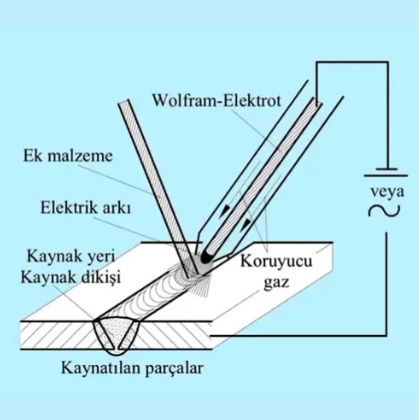 Wolfram-Elektrot
Ek malzeme
veya
Elektrik arkı
Kaynak yeri
Kaynak dikişi
Koruyucu
gaz
Kaynatılan parçalar